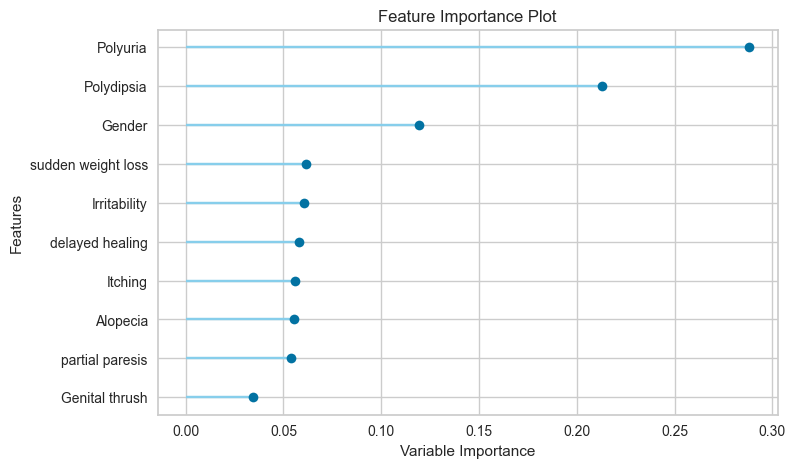 Feature Importance Plot
Features
Polyuria
Polydipsia
Gender
sudden weight loss
Irritability
delayed healing
Itching
Alopecia
partial paresis
Genital thrush
0.00 0.05 0.10 0.15 0.20 0.25 0.30
Variable Importance